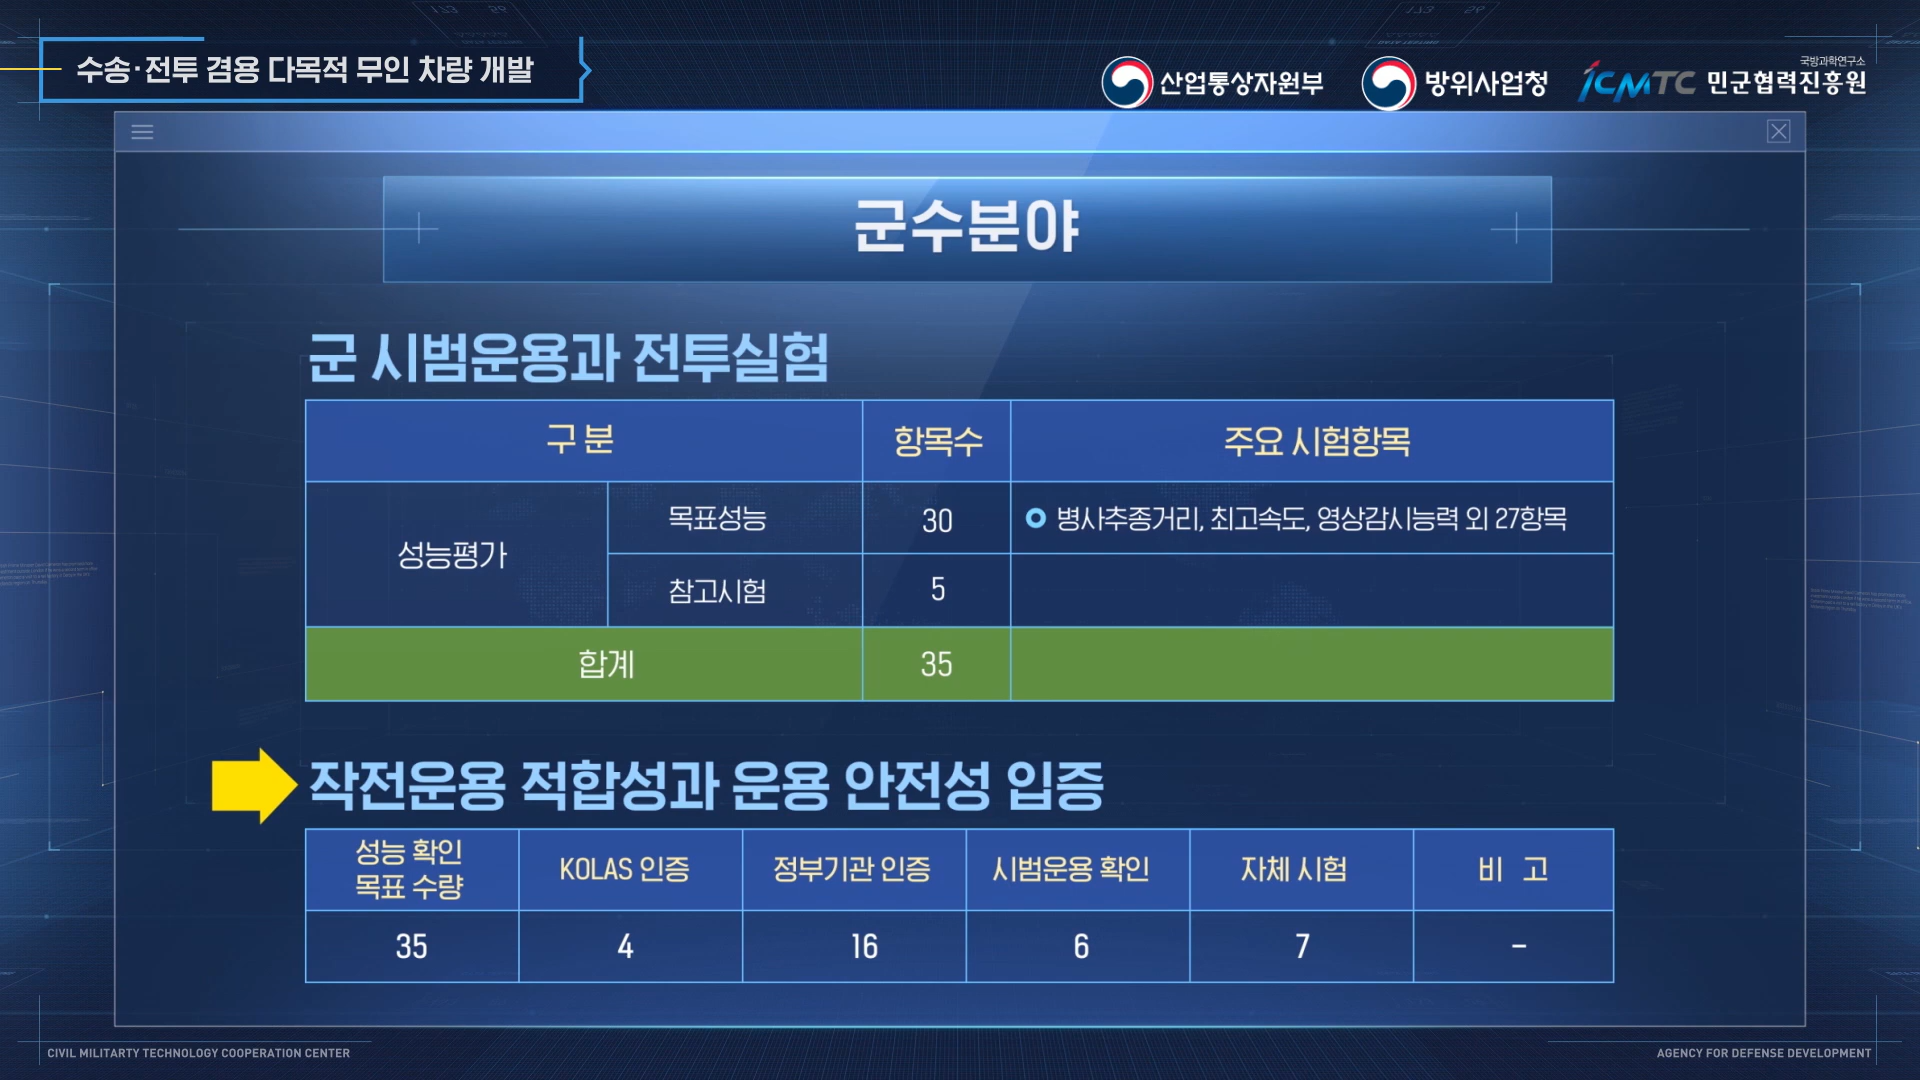 수송·전투 겸용 다목적 무인 차량 개발
산업통상자원부
방위사업청
국방과학연구소
iCMTC 민군협력진흥원
군수분야
군 시범운용과 전투실험
구 분 항목수 주요 시험항목
성능평가 목표성능 30 병사추종거리, 최고속도, 영상감시능력 외 27항목
참고시험 5
합계 35
작전운용 적합성과 운용 안전성 입증
성능 확인
목표 수량 KOLAS 인증 정부기관 인증 시범운용 확인 자체 시험 비 고
35 4 16 6 7 –
CIVIL MILITARTY TECHNOLOGY COOPERATION CENTER
AGENCY FOR DEFENSE DEVELOPMENT